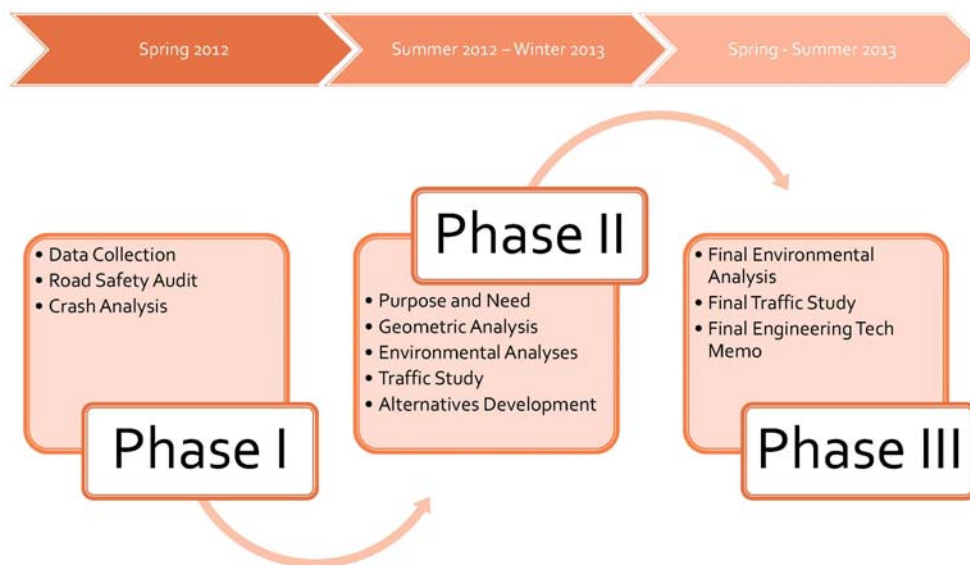 Spring 2012
Summer 2012 – Winter 2013
Spring - Summer 2013
• Data Collection
• Road Safety Audit
• Crash Analysis
Phase I
Phase II
• Purpose and Need
• Geometric Analysis
• Environmental Analyses
• Traffic Study
• Alternatives Development
• Final Environmental
Analysis
• Final Traffic Study
• Final Engineering Tech
Memo
Phase III